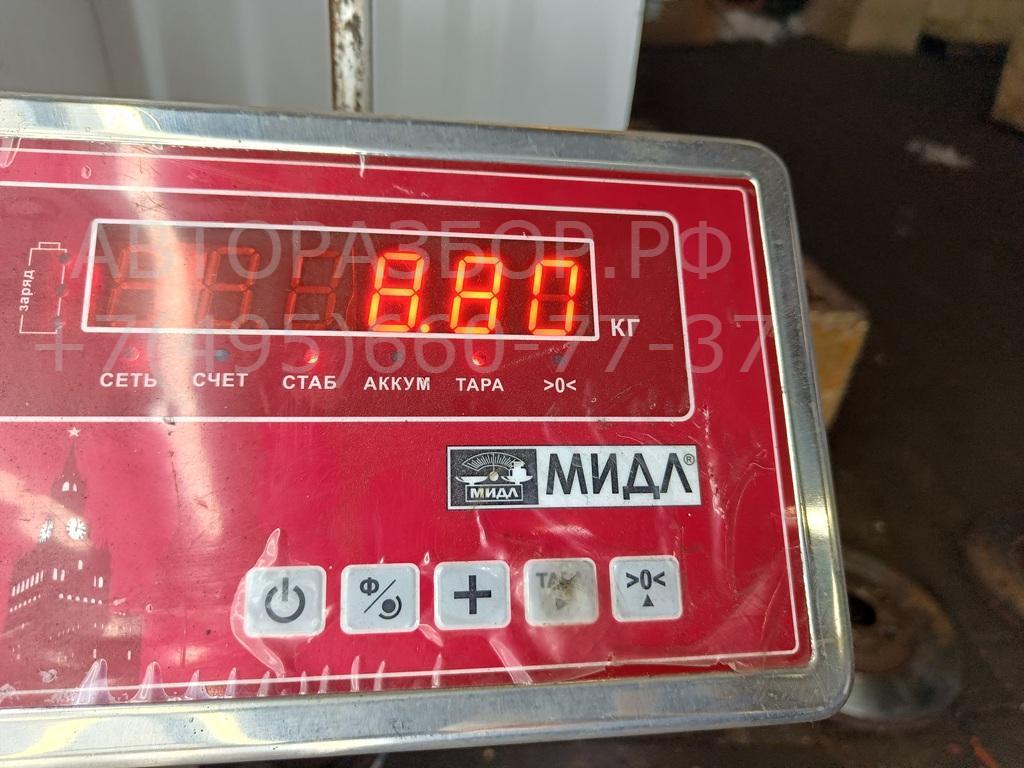 АВТОРАЗБОР.РФ
+7(495)660-77-37
заряд
8.80
КГ
СЕТЬ СЧЕТ СТАБ АККУМ ТАРА >0<
МИДЛ МИДЛ®
Ф + ТАРА >0<